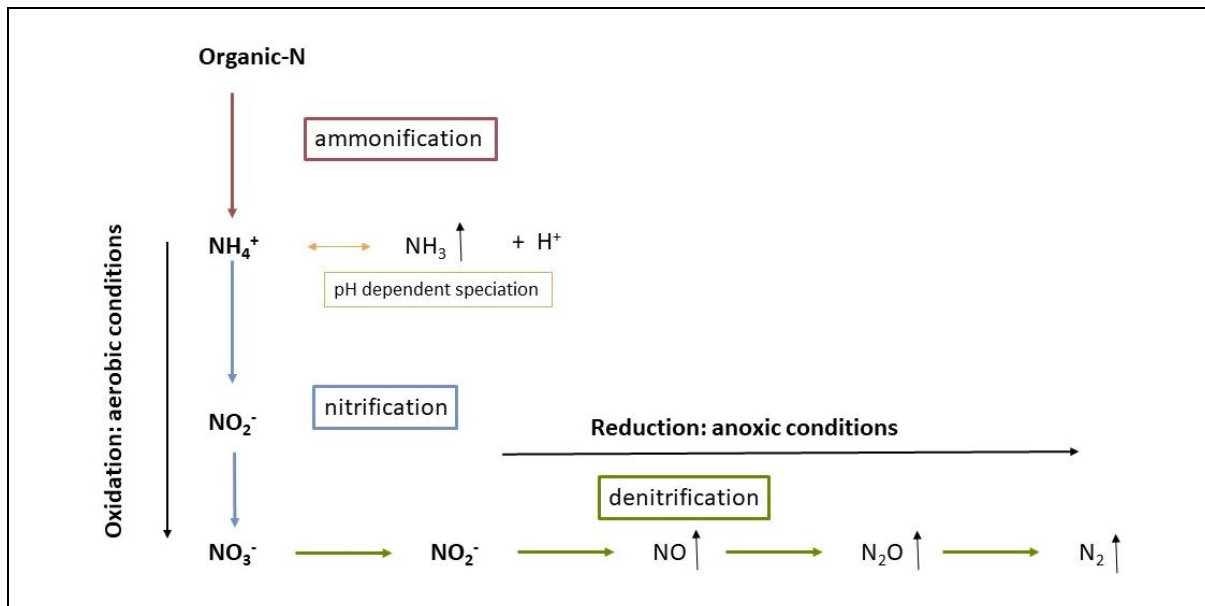 Organic-N
ammonification
NH₄⁺
NH₃ + H⁺
pH dependent speciation
Oxidation: aerobic conditions
nitrification
NO₂⁻
Reduction: anoxic conditions
denitrification
NO₃⁻ NO₂⁻ NO N₂O N₂